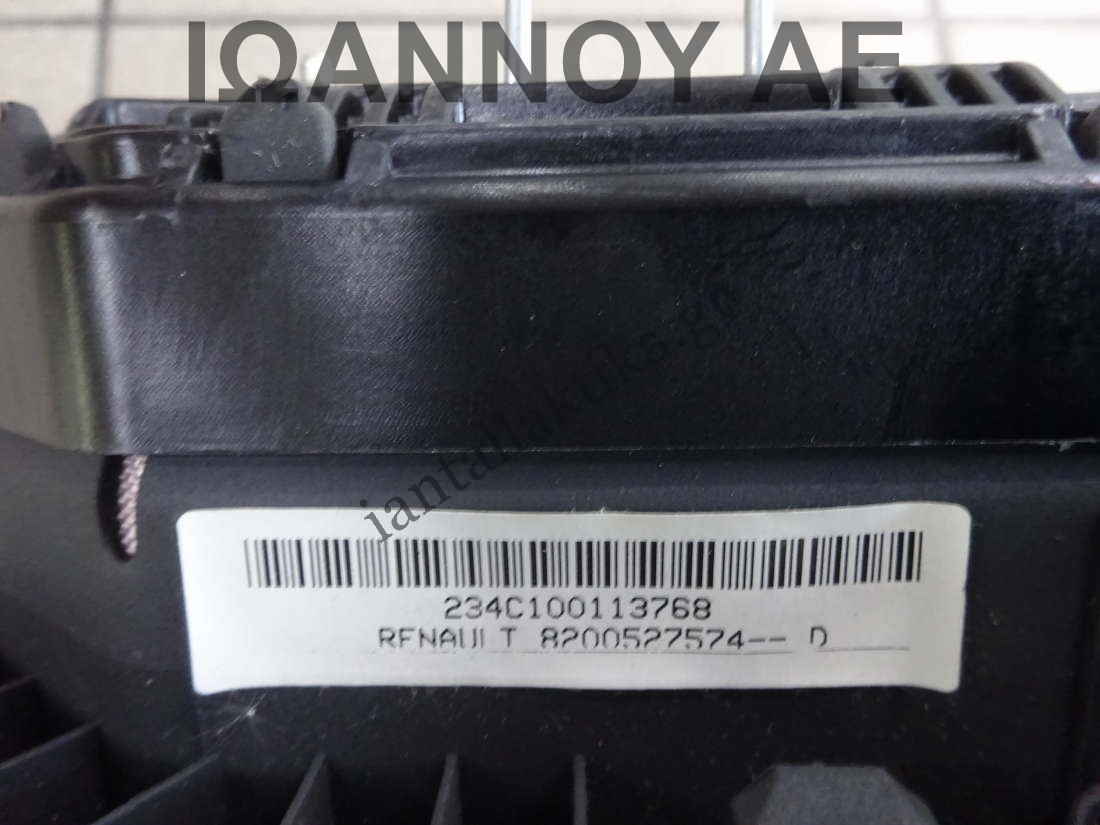 ΙΩΑΝΝΟΥ ΑΕ
iantallaktika.gr
234C100113768
RENAULT 8200527574-- D